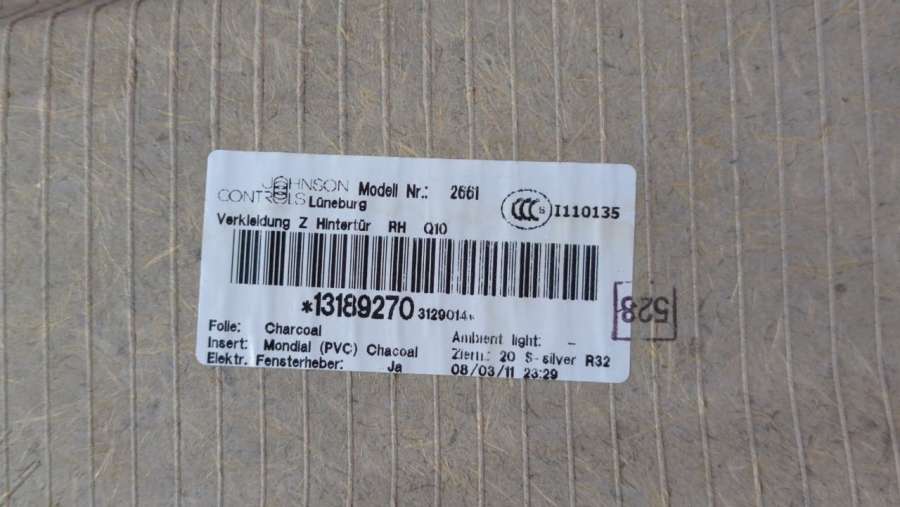 JOHNSON
CONTROLS Lüneburg Modell Nr.: 2661
CCC S I110135
Verkleidung Z Hintertür RH Q10
*13189270 3129014*
528
Folie: Charcoal Ambient light: -
Insert: Mondial (PVC) Chacoal Zierm.: 20 S-silver R32
Elektr. Fensterheber: Ja 08/03/11 23:29